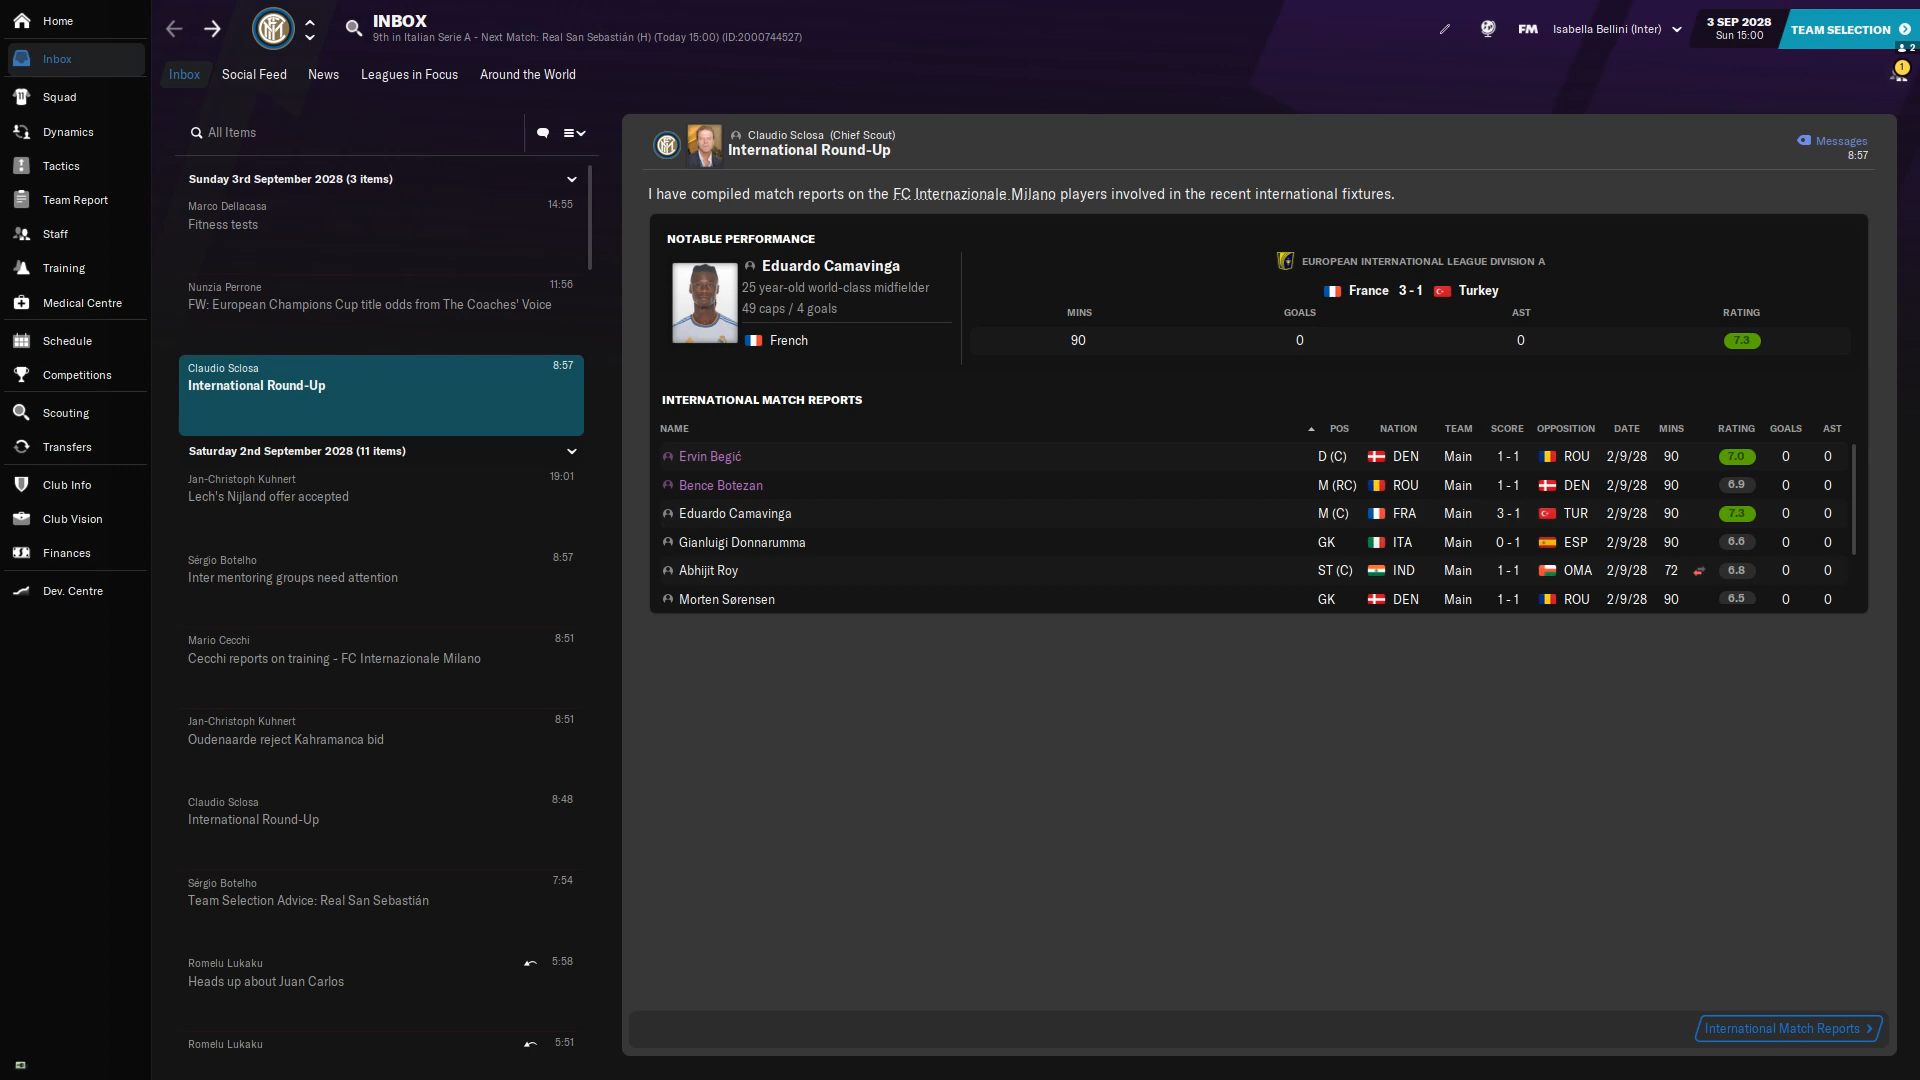 Home
Inbox
Squad
Dynamics
Tactics
Team Report
Staff
Training
Medical Centre
Schedule
Competitions
Scouting
Transfers
Club Info
Club Vision
Finances
Dev. Centre
INBOX
9th in Italian Serie A - Next Match: Real San Sebastián (H) (Today 15:00) (ID:2000744527)
FM
Isabella Bellini (Inter)
3 SEP 2028
Sun 15:00
TEAM SELECTION
2
1
Inbox Social Feed News Leagues in Focus Around the World
All Items
Sunday 3rd September 2028 (3 items)
Marco Dellacasa 14:55
Fitness tests
Nunzia Perrone 11:56
FW: European Champions Cup title odds from The Coaches' Voice
Claudio Sclosa 8:57
International Round-Up
Saturday 2nd September 2028 (11 items)
Jan-Christoph Kuhnert 19:01
Lech's Nijland offer accepted
Sérgio Botelho 8:57
Inter mentoring groups need attention
Mario Cecchi 8:51
Cecchi reports on training - FC Internazionale Milano
Jan-Christoph Kuhnert 8:51
Oudenaarde reject Kahramanca bid
Claudio Sclosa 8:48
International Round-Up
Sérgio Botelho 7:54
Team Selection Advice: Real San Sebastián
Romelu Lukaku 5:58
Heads up about Juan Carlos
Romelu Lukaku 5:51
Claudio Sclosa (Chief Scout)
International Round-Up
Messages
8:57
I have compiled match reports on the FC Internazionale Milano players involved in the recent international fixtures.
NOTABLE PERFORMANCE
Eduardo Camavinga
25 year-old world-class midfielder
49 caps / 4 goals
French
EUROPEAN INTERNATIONAL LEAGUE DIVISION A
France 3 - 1 Turkey
MINS GOALS AST RATING
90 0 0 7.3
INTERNATIONAL MATCH REPORTS
NAME POS NATION TEAM SCORE OPPOSITION DATE MINS RATING GOALS AST
Ervin Begić D (C) DEN Main 1 - 1 ROU 2/9/28 90 7.0 0 0
Bence Botezan M (RC) ROU Main 1 - 1 DEN 2/9/28 90 6.9 0 0
Eduardo Camavinga M (C) FRA Main 3 - 1 TUR 2/9/28 90 7.3 0 0
Gianluigi Donnarumma GK ITA Main 0 - 1 ESP 2/9/28 90 6.6 0 0
Abhijit Roy ST (C) IND Main 1 - 1 OMA 2/9/28 72 6.8 0 0
Morten Sørensen GK DEN Main 1 - 1 ROU 2/9/28 90 6.5 0 0
International Match Reports